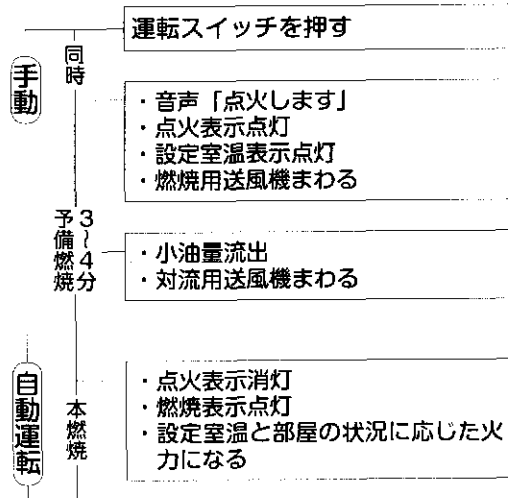 運転スイッチを押す
同時
手動
・音声「点火します」
・点火表示点灯
・設定室温表示点灯
・燃焼用送風機まわる
3〜4分
予備燃焼
・小油量流出
・対流用送風機まわる
自動運転
本燃焼
・点火表示消灯
・燃焼表示点灯
・設定室温と部屋の状況に応じた火
力になる